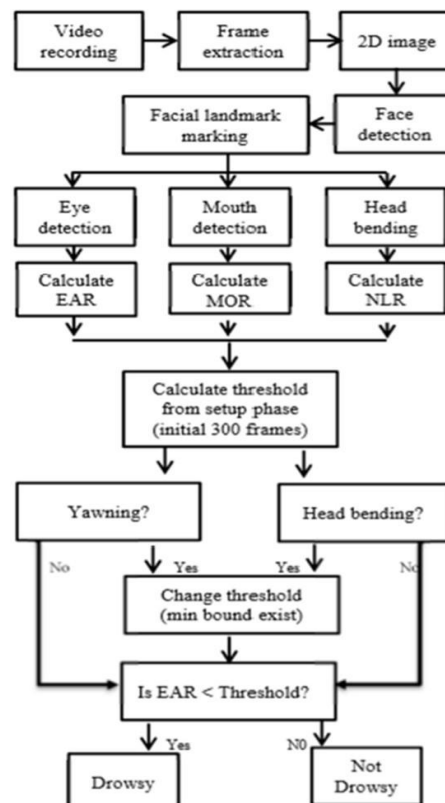 Video
recording
Frame
extraction
2D image
Facial landmark
marking
Face
detection
Eye
detection
Mouth
detection
Head
bending
Calculate
EAR
Calculate
MOR
Calculate
NLR
Calculate threshold
from setup phase
(initial 300 frames)
Yawning?
Head bending?
No
Yes
Yes
No
Change threshold
(min bound exist)
Is EAR < Threshold?
Yes
N0
Drowsy
Not
Drowsy